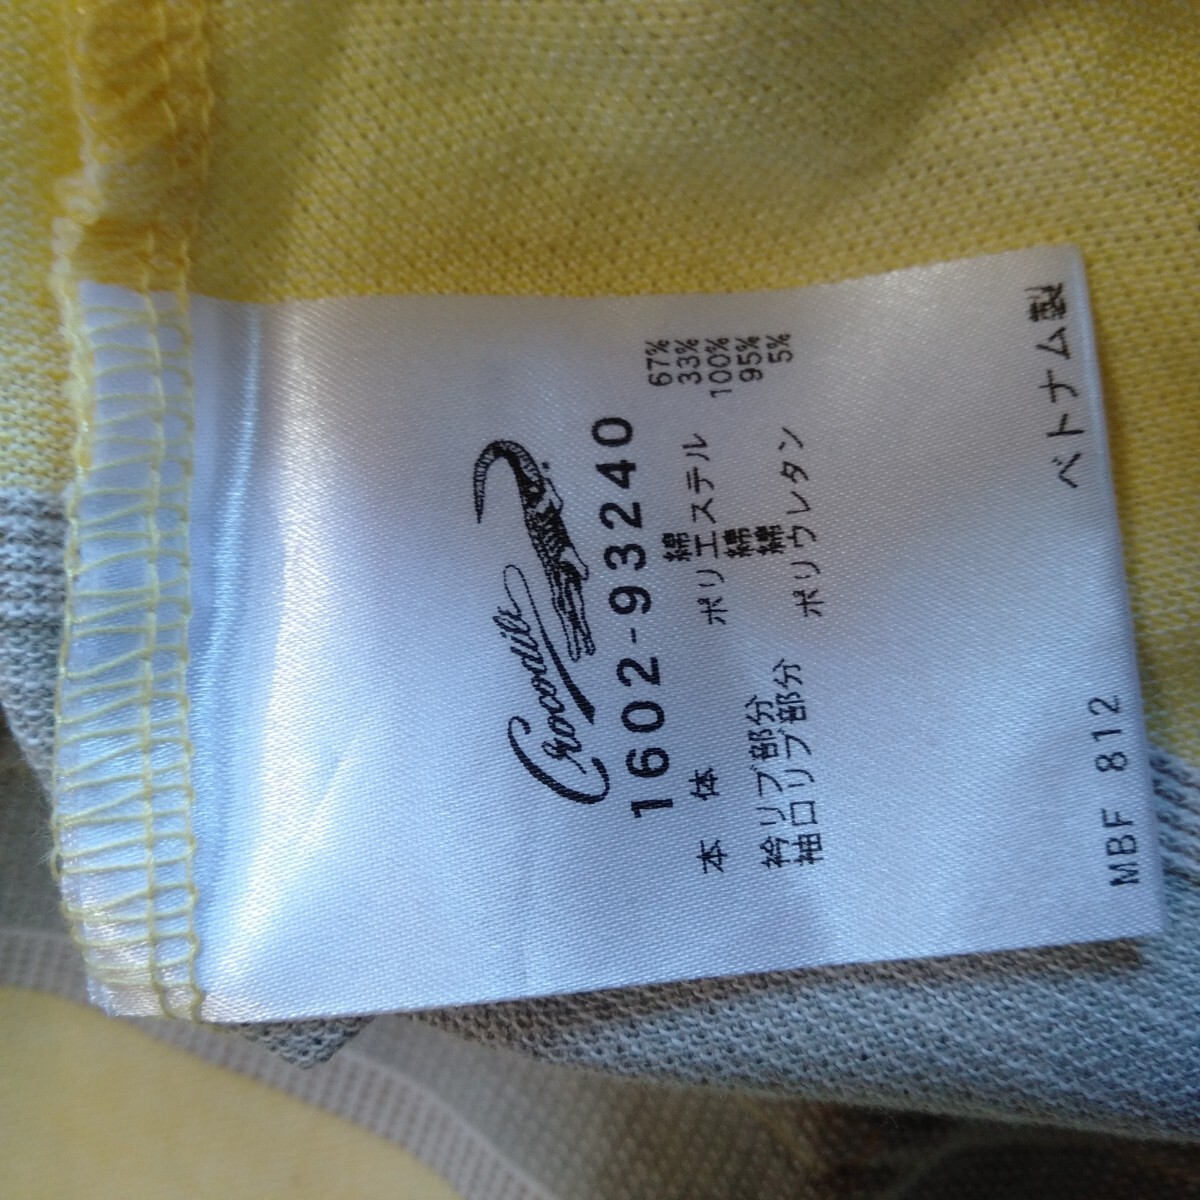 Crocodile
1602-93240
本 体 綿 67%
ポリエステル 33%
衿リブ部分 綿 100%
袖口リブ部分 綿 95%
ポリウレタン 5%
ベトナム製
MBF 812